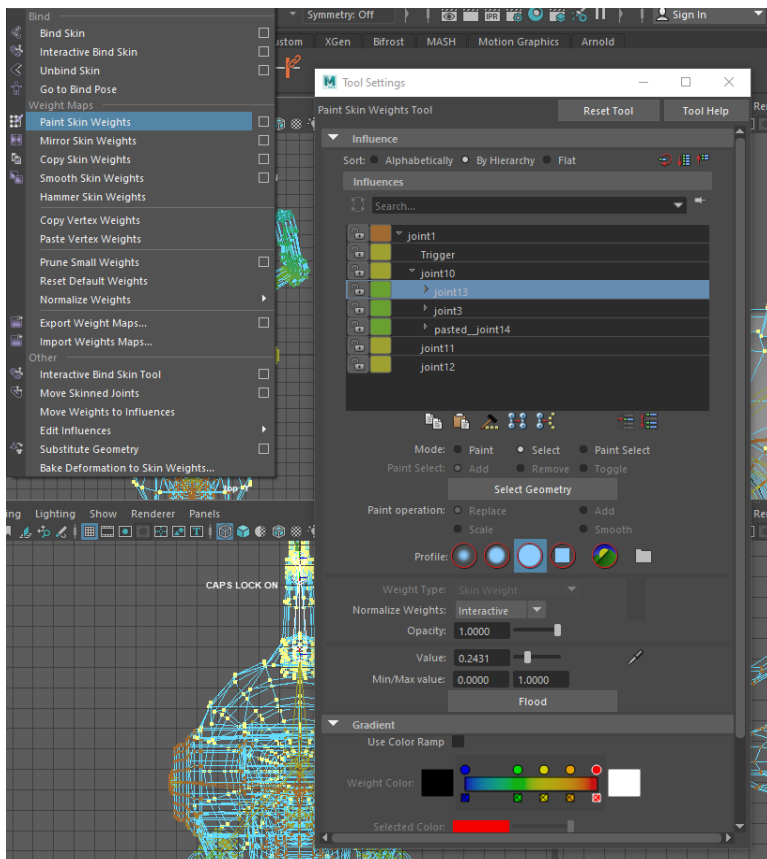 Bind
Bind Skin
Interactive Bind Skin
Unbind Skin
Go to Bind Pose
Weight Maps
Paint Skin Weights
Mirror Skin Weights
Copy Skin Weights
Smooth Skin Weights
Hammer Skin Weights
Copy Vertex Weights
Paste Vertex Weights
Prune Small Weights
Reset Default Weights
Normalize Weights
Export Weight Maps...
Import Weights Maps...
Other
Interactive Bind Skin Tool
Move Skinned Joints
Move Weights to Influences
Edit Influences
Substitute Geometry
Bake Deformation to Skin Weights...
Symmetry: Off
IPR
Sign In
stom XGen Bifrost MASH Motion Graphics Arnold
Tool Settings
Paint Skin Weights Tool Reset Tool Tool Help
Influence
Sort: Alphabetically By Hierarchy Flat
Influences
Search...
joint1
Trigger
joint10
joint13
joint3
pasted__joint14
joint11
joint12
Mode: Paint Select Paint Select
Paint Select: Add Remove Toggle
Select Geometry
Paint operation: Replace Add
Scale Smooth
Profile:
Weight Type: Skin Weight
Normalize Weights: Interactive
Opacity: 1.0000
Value: 0.2431
Min/Max value: 0.0000 1.0000
Flood
Gradient
Use Color Ramp
Weight Color:
Selected Color:
top
ing Lighting Show Renderer Panels
CAPS LOCK ON
Re
Re